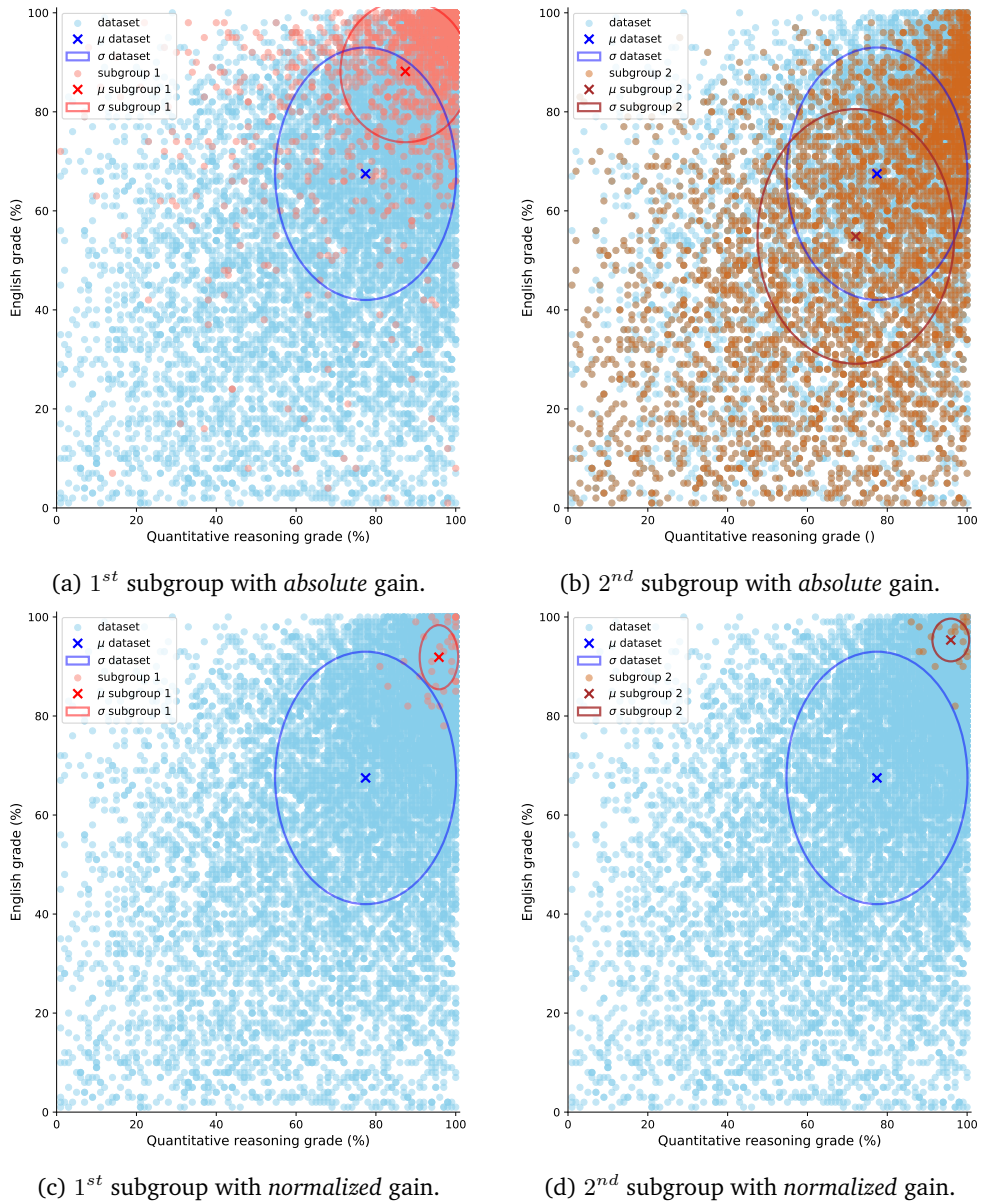 dataset
μ dataset
σ dataset
subgroup 1
μ subgroup 1
σ subgroup 1
100
80
60
40
20
0
0 20 40 60 80 100
English grade (%)
Quantitative reasoning grade (%)
(a) 1st subgroup with absolute gain.
dataset
μ dataset
σ dataset
subgroup 2
μ subgroup 2
σ subgroup 2
100
80
60
40
20
0
0 20 40 60 80 100
English grade (%)
Quantitative reasoning grade ()
(b) 2nd subgroup with absolute gain.
dataset
μ dataset
σ dataset
subgroup 1
μ subgroup 1
σ subgroup 1
100
80
60
40
20
0
0 20 40 60 80 100
English grade (%)
Quantitative reasoning grade (%)
(c) 1st subgroup with normalized gain.
dataset
μ dataset
σ dataset
subgroup 2
μ subgroup 2
σ subgroup 2
100
80
60
40
20
0
0 20 40 60 80 100
English grade (%)
Quantitative reasoning grade (%)
(d) 2nd subgroup with normalized gain.